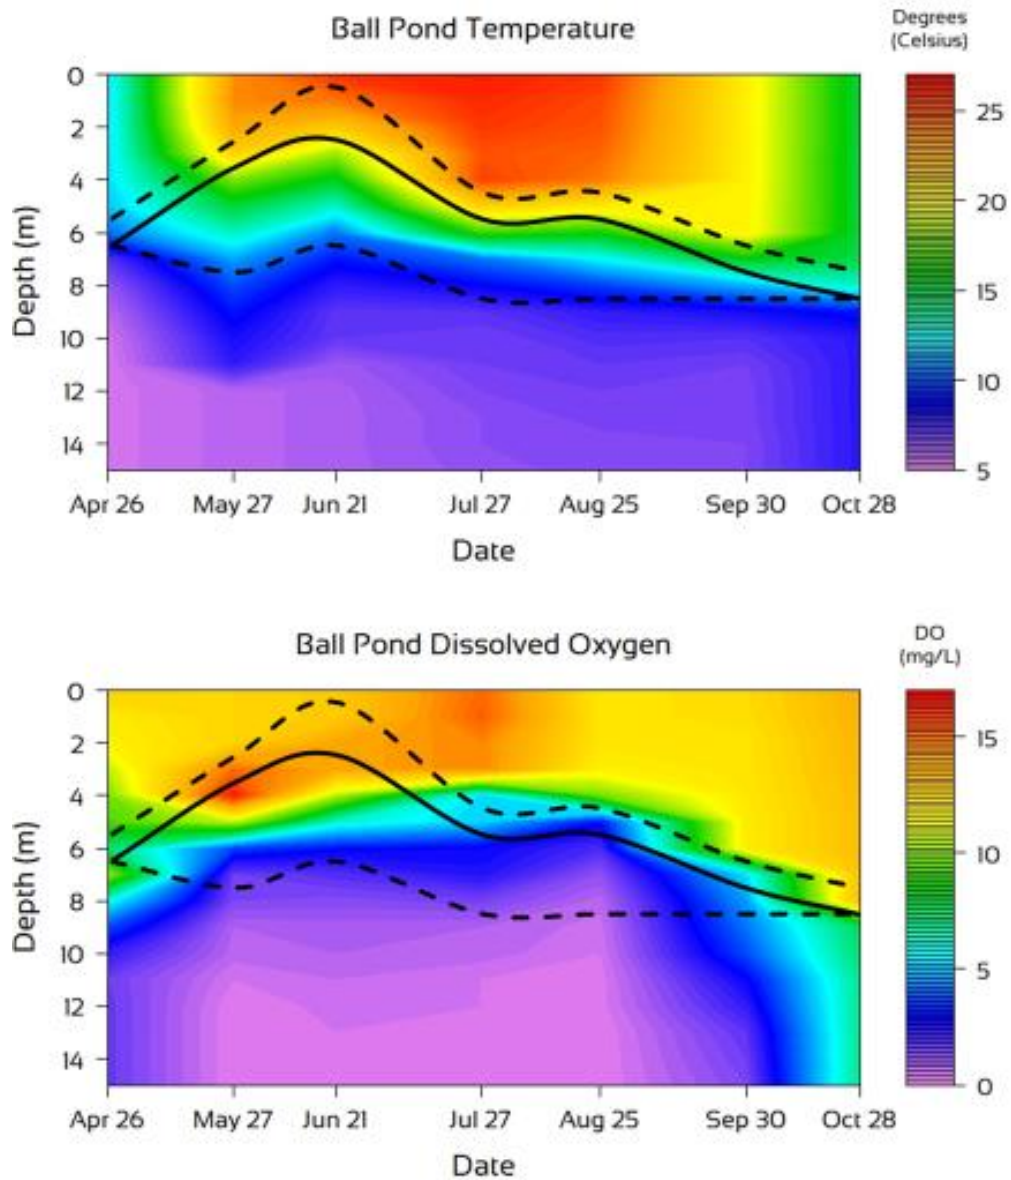 Ball Pond Temperature
Degrees
(Celsius)
0
2
4
6
8
10
12
14
Depth (m)
25
20
15
10
5
Apr 26 May 27 Jun 21 Jul 27 Aug 25 Sep 30 Oct 28
Date
Ball Pond Dissolved Oxygen
DO
(mg/L)
0
2
4
6
8
10
12
14
Depth (m)
15
10
5
0
Apr 26 May 27 Jun 21 Jul 27 Aug 25 Sep 30 Oct 28
Date